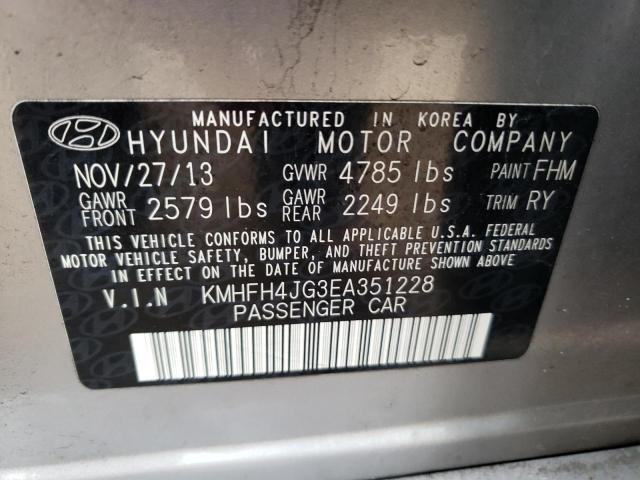 MANUFACTURED IN KOREA BY
HYUNDAI MOTOR COMPANY
NOV/27/13 GVWR 4785 lbs PAINT FHM
GAWR FRONT 2579 lbs GAWR REAR 2249 lbs TRIM RY
THIS VEHICLE CONFORMS TO ALL APPLICABLE U.S.A. FEDERAL
MOTOR VEHICLE SAFETY, BUMPER, AND THEFT PREVENTION STANDARDS
IN EFFECT ON THE DATE OF MANUFACTURE SHOWN ABOVE.
V.I.N KMHFH4JG3EA351228
PASSENGER CAR